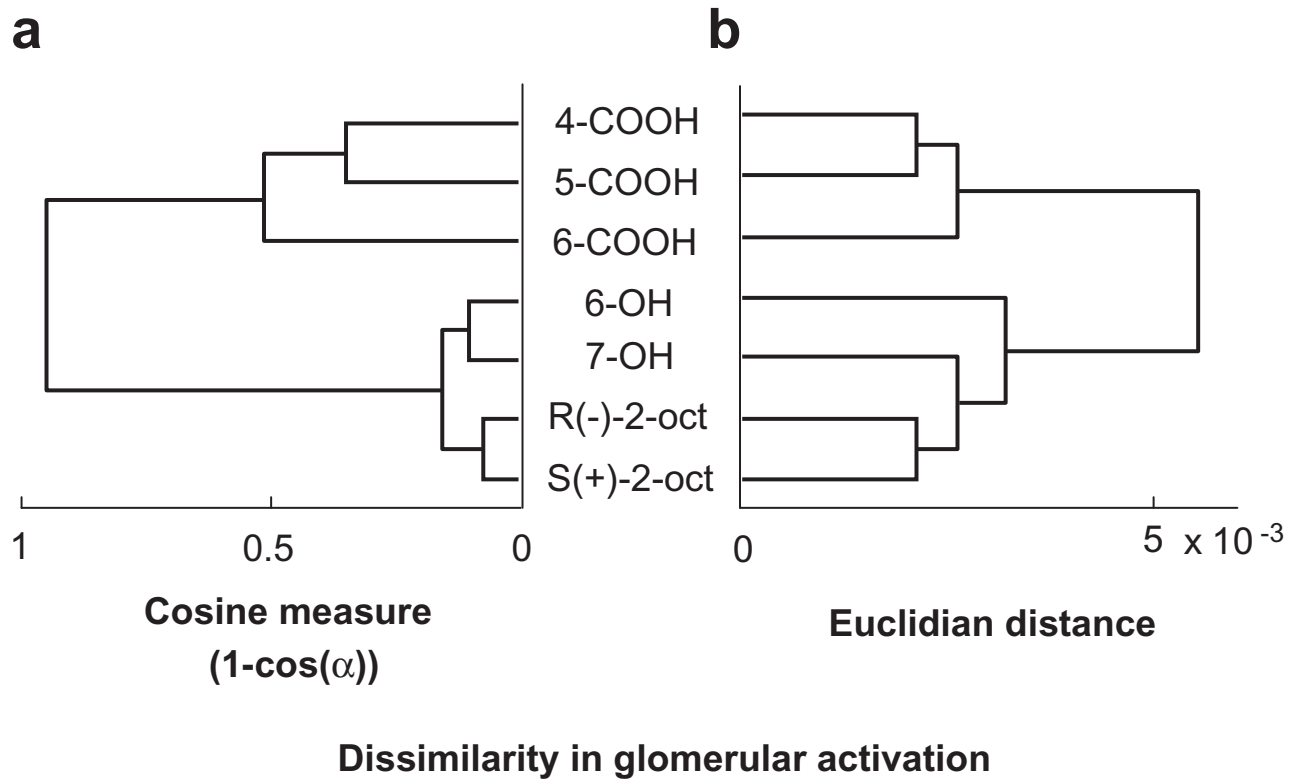 a
b
4-COOH
5-COOH
6-COOH
6-OH
7-OH
R(-)-2-oct
S(+)-2-oct
1 0.5 0
0 5 x 10 -3
Cosine measure
(1-cos(α))
Euclidian distance
Dissimilarity in glomerular activation